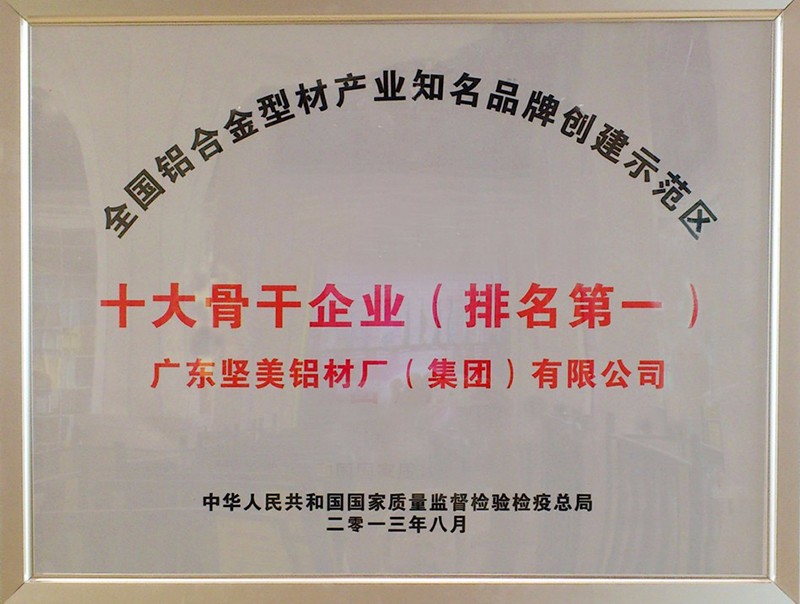 全国铝合金型材产业知名品牌创建示范区
十大骨干企业（排名第一）
广东坚美铝材厂（集团）有限公司
中华人民共和国国家质量监督检验检疫总局
二零一三年八月